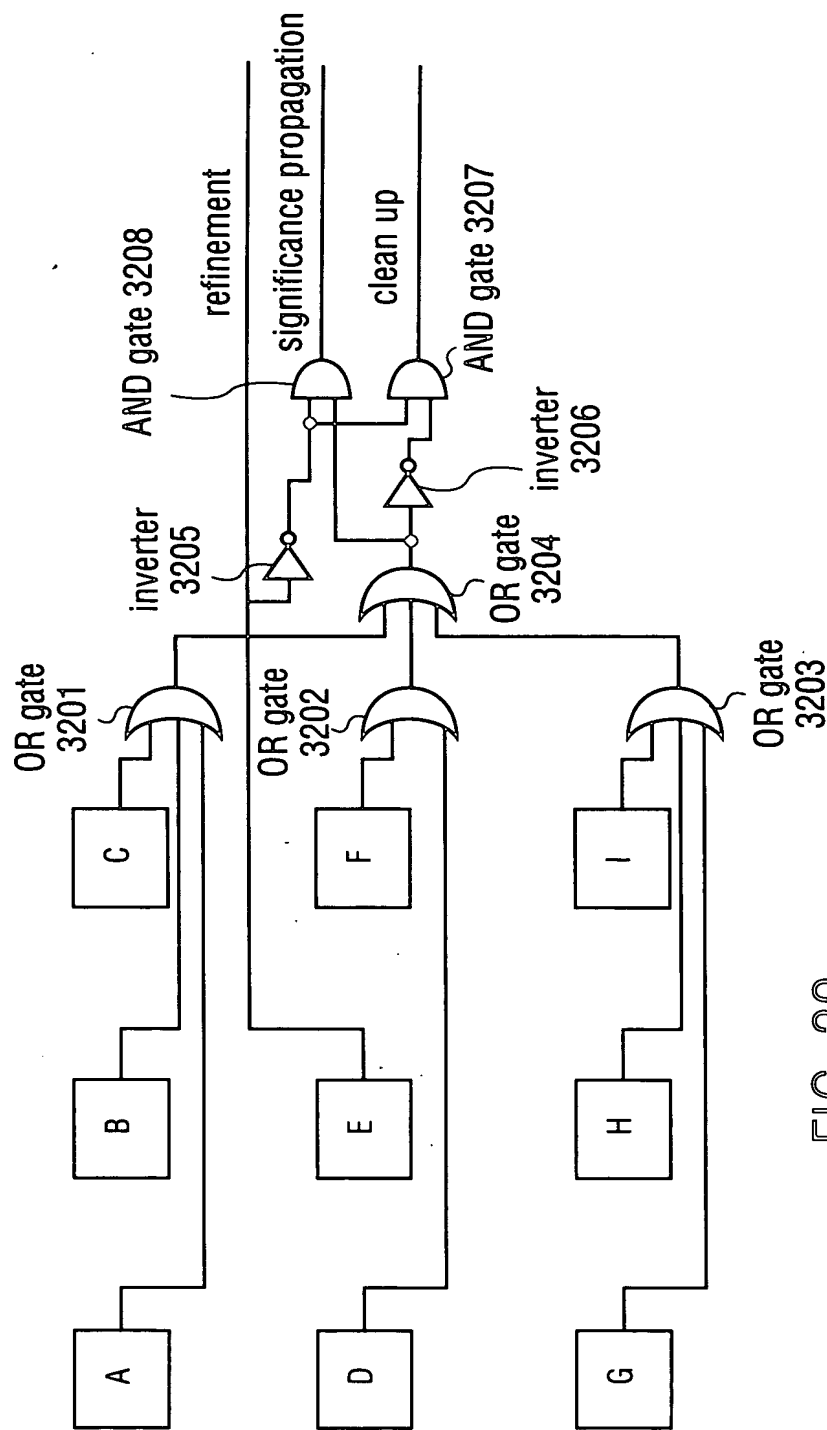 A
B
C
OR gate
3201
D
E
F
OR gate
3202
G
H
I
OR gate
3203
OR gate
3204
inverter
3205
inverter
3206
AND gate 3208
AND gate 3207
refinement
significance propagation
clean up
FIG.